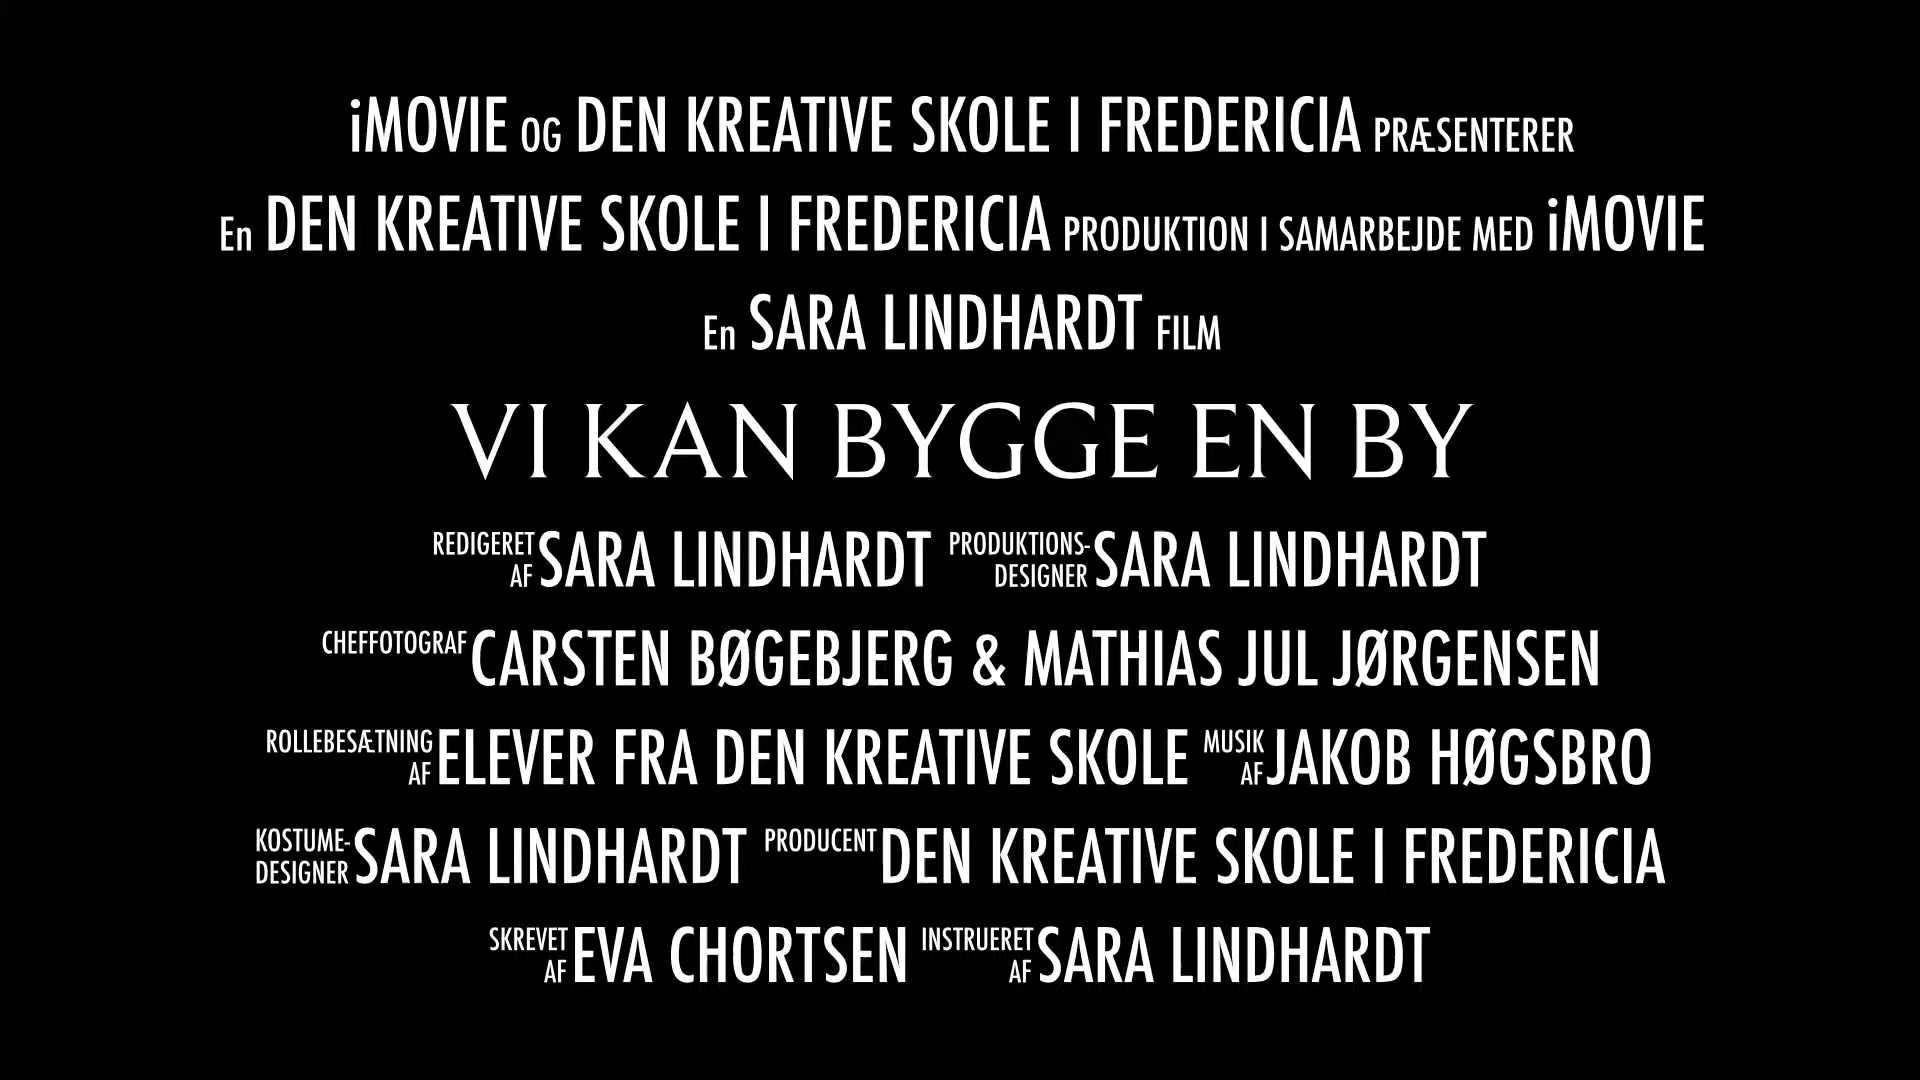 iMOVIE OG DEN KREATIVE SKOLE I FREDERICIA PRÆSENTERER
En DEN KREATIVE SKOLE I FREDERICIA PRODUKTION I SAMARBEJDE MED iMOVIE
En SARA LINDHARDT FILM
VI KAN BYGGE EN BY
REDIGERET AF SARA LINDHARDT PRODUKTIONS-DESIGNER SARA LINDHARDT
CHEFFOTOGRAF CARSTEN BØGEBJERG & MATHIAS JUL JØRGENSEN
ROLLEBESÆTNING AF ELEVER FRA DEN KREATIVE SKOLE MUSIK AF JAKOB HØGSBRO
KOSTUME-DESIGNER SARA LINDHARDT PRODUCENT DEN KREATIVE SKOLE I FREDERICIA
SKREVET AF EVA CHORTSEN INSTRUERET AF SARA LINDHARDT